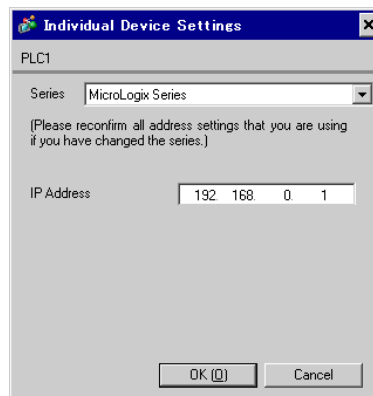 Individual Device Settings
PLC1
Series MicroLogix Series
(Please reconfirm all address settings that you are using
if you have changed the series.)
IP Address 192. 168. 0. 1
OK (O) Cancel